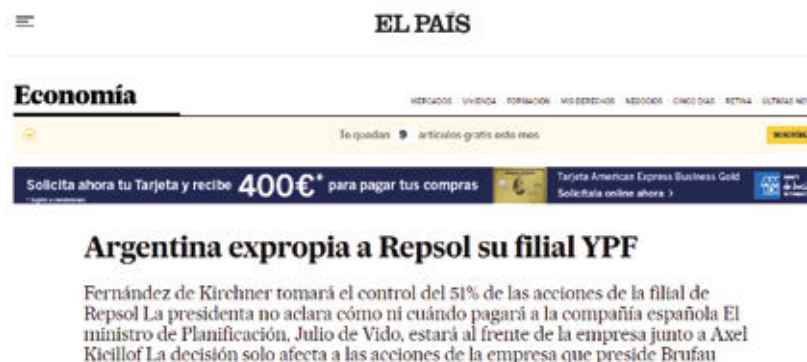 EL PAÍS
Economía
MERCADOS VIVIENDA FORMACIÓN MIS DERECHOS NEGOCIOS CINCO DÍAS RETINA ÚLTIMAS
Te quedan 9 artículos gratis este mes
Solicita ahora tu Tarjeta y recibe 400€* para pagar tus compras
Tarjeta American Express Business Gold
Solicítala online ahora >
Argentina expropia a Repsol su filial YPF
Fernández de Kirchner tomará el control del 51% de las acciones de la filial de
Repsol La presidenta no aclara cómo ni cuándo pagará a la compañía española El
ministro de Planificación, Julio de Vido, estará al frente de la empresa junto a Axel
Kicillof La decisión solo afecta a las acciones de la empresa que preside Brufau